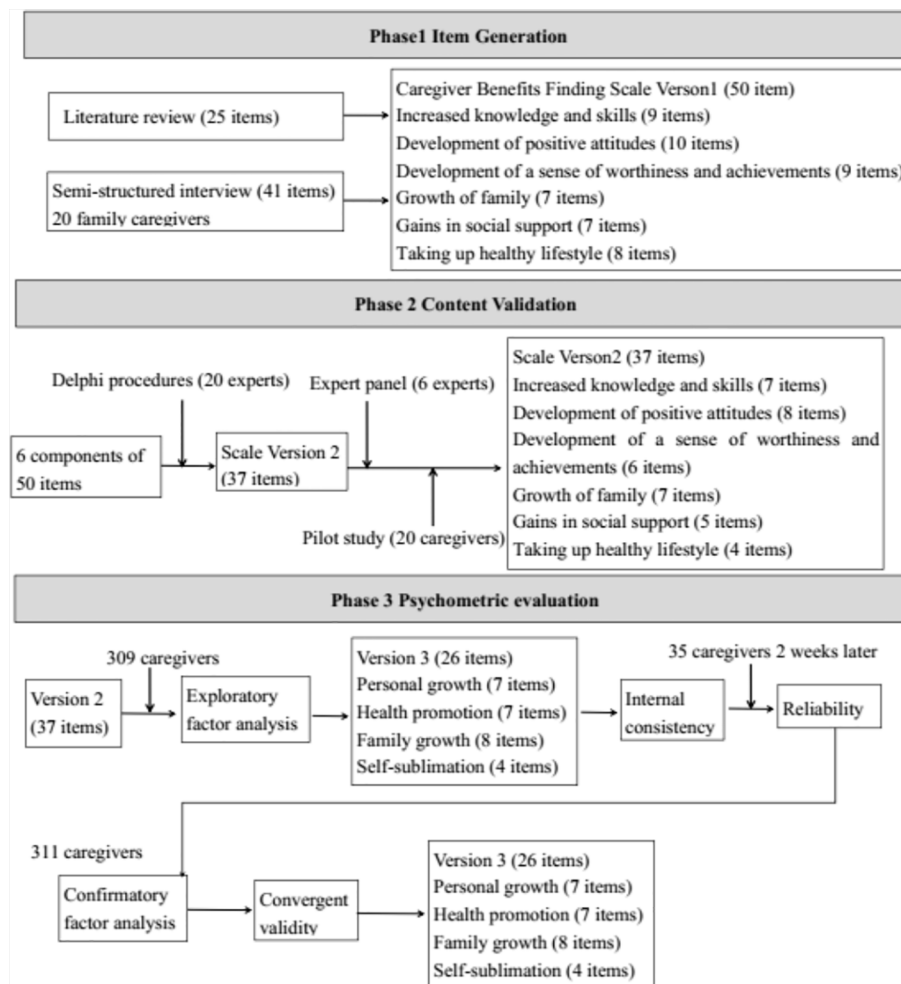 Phase1 Item Generation
Literature review (25 items)
Semi-structured interview (41 items)
20 family caregivers
Caregiver Benefits Finding Scale Verson1 (50 item)
Increased knowledge and skills (9 items)
Development of positive attitudes (10 items)
Development of a sense of worthiness and achievements (9 items)
Growth of family (7 items)
Gains in social support (7 items)
Taking up healthy lifestyle (8 items)
Phase 2 Content Validation
Delphi procedures (20 experts)
Expert panel (6 experts)
6 components of
50 items
Scale Version 2
(37 items)
Pilot study (20 caregivers)
Scale Verson2 (37 items)
Increased knowledge and skills (7 items)
Development of positive attitudes (8 items)
Development of a sense of worthiness and
achievements (6 items)
Growth of family (7 items)
Gains in social support (5 items)
Taking up healthy lifestyle (4 items)
Phase 3 Psychometric evaluation
309 caregivers
Version 2
(37 items)
Exploratory
factor analysis
Version 3 (26 items)
Personal growth (7 items)
Health promotion (7 items)
Family growth (8 items)
Self-sublimation (4 items)
Internal
consistency
35 caregivers 2 weeks later
Reliability
311 caregivers
Confirmatory
factor analysis
Convergent
validity
Version 3 (26 items)
Personal growth (7 items)
Health promotion (7 items)
Family growth (8 items)
Self-sublimation (4 items)